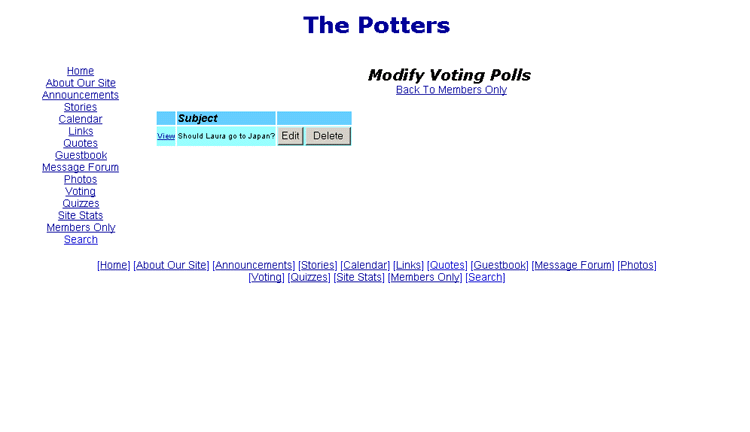 The Potters
Home
About Our Site
Announcements
Stories
Calendar
Links
Quotes
Guestbook
Message Forum
Photos
Voting
Quizzes
Site Stats
Members Only
Search
Modify Voting Polls
Back To Members Only
Subject
View Should Laura go to Japan? Edit Delete
[Home] [About Our Site] [Announcements] [Stories] [Calendar] [Links] [Quotes] [Guestbook] [Message Forum] [Photos]
[Voting] [Quizzes] [Site Stats] [Members Only] [Search]